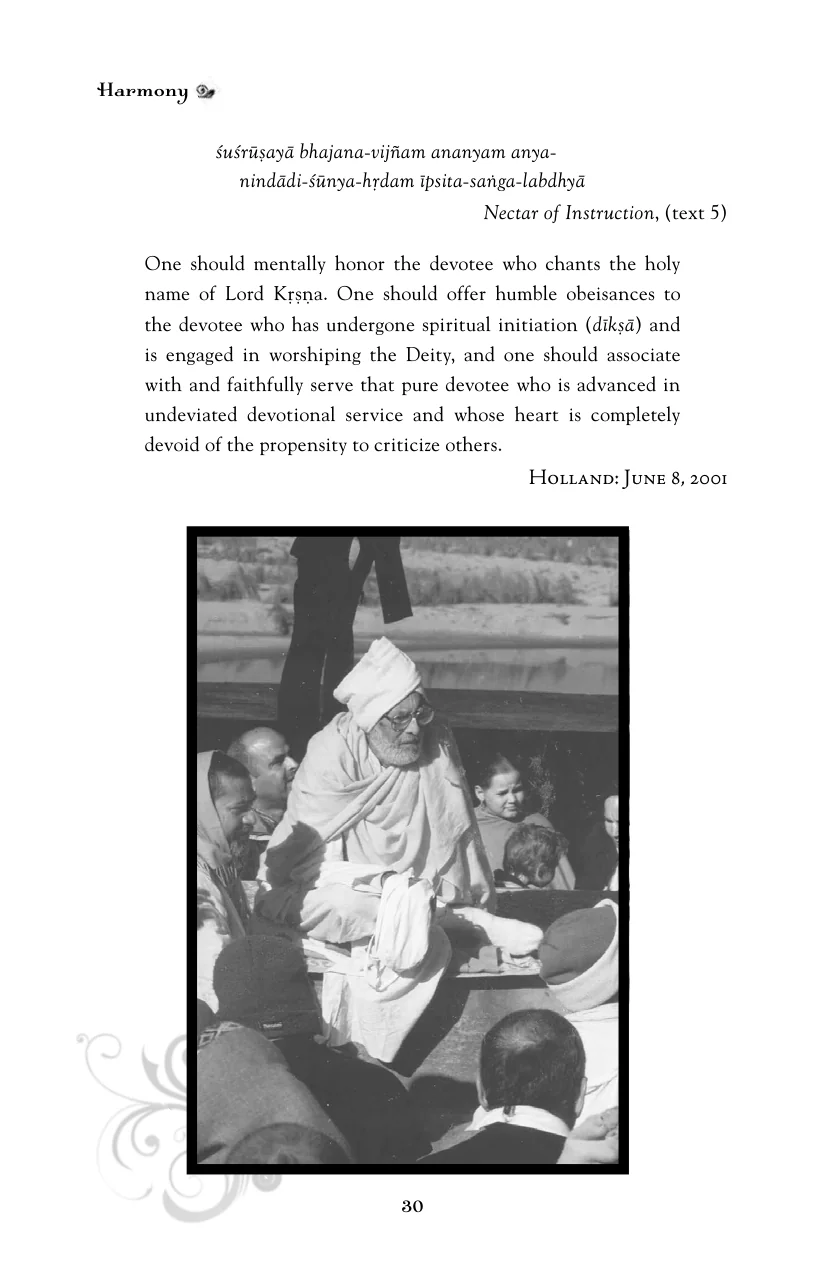 Harmony
śuśrūṣayā bhajana-vijñam ananyam anya-
nindādi-śūnya-hṛdam īpsita-saṅga-labdhyā
Nectar of Instruction, (text 5)
One should mentally honor the devotee who chants the holy
name of Lord Kṛṣṇa. One should offer humble obeisances to
the devotee who has undergone spiritual initiation (dīkṣā) and
is engaged in worshiping the Deity, and one should associate
with and faithfully serve that pure devotee who is advanced in
undeviated devotional service and whose heart is completely
devoid of the propensity to criticize others.
Holland: June 8, 2001
30